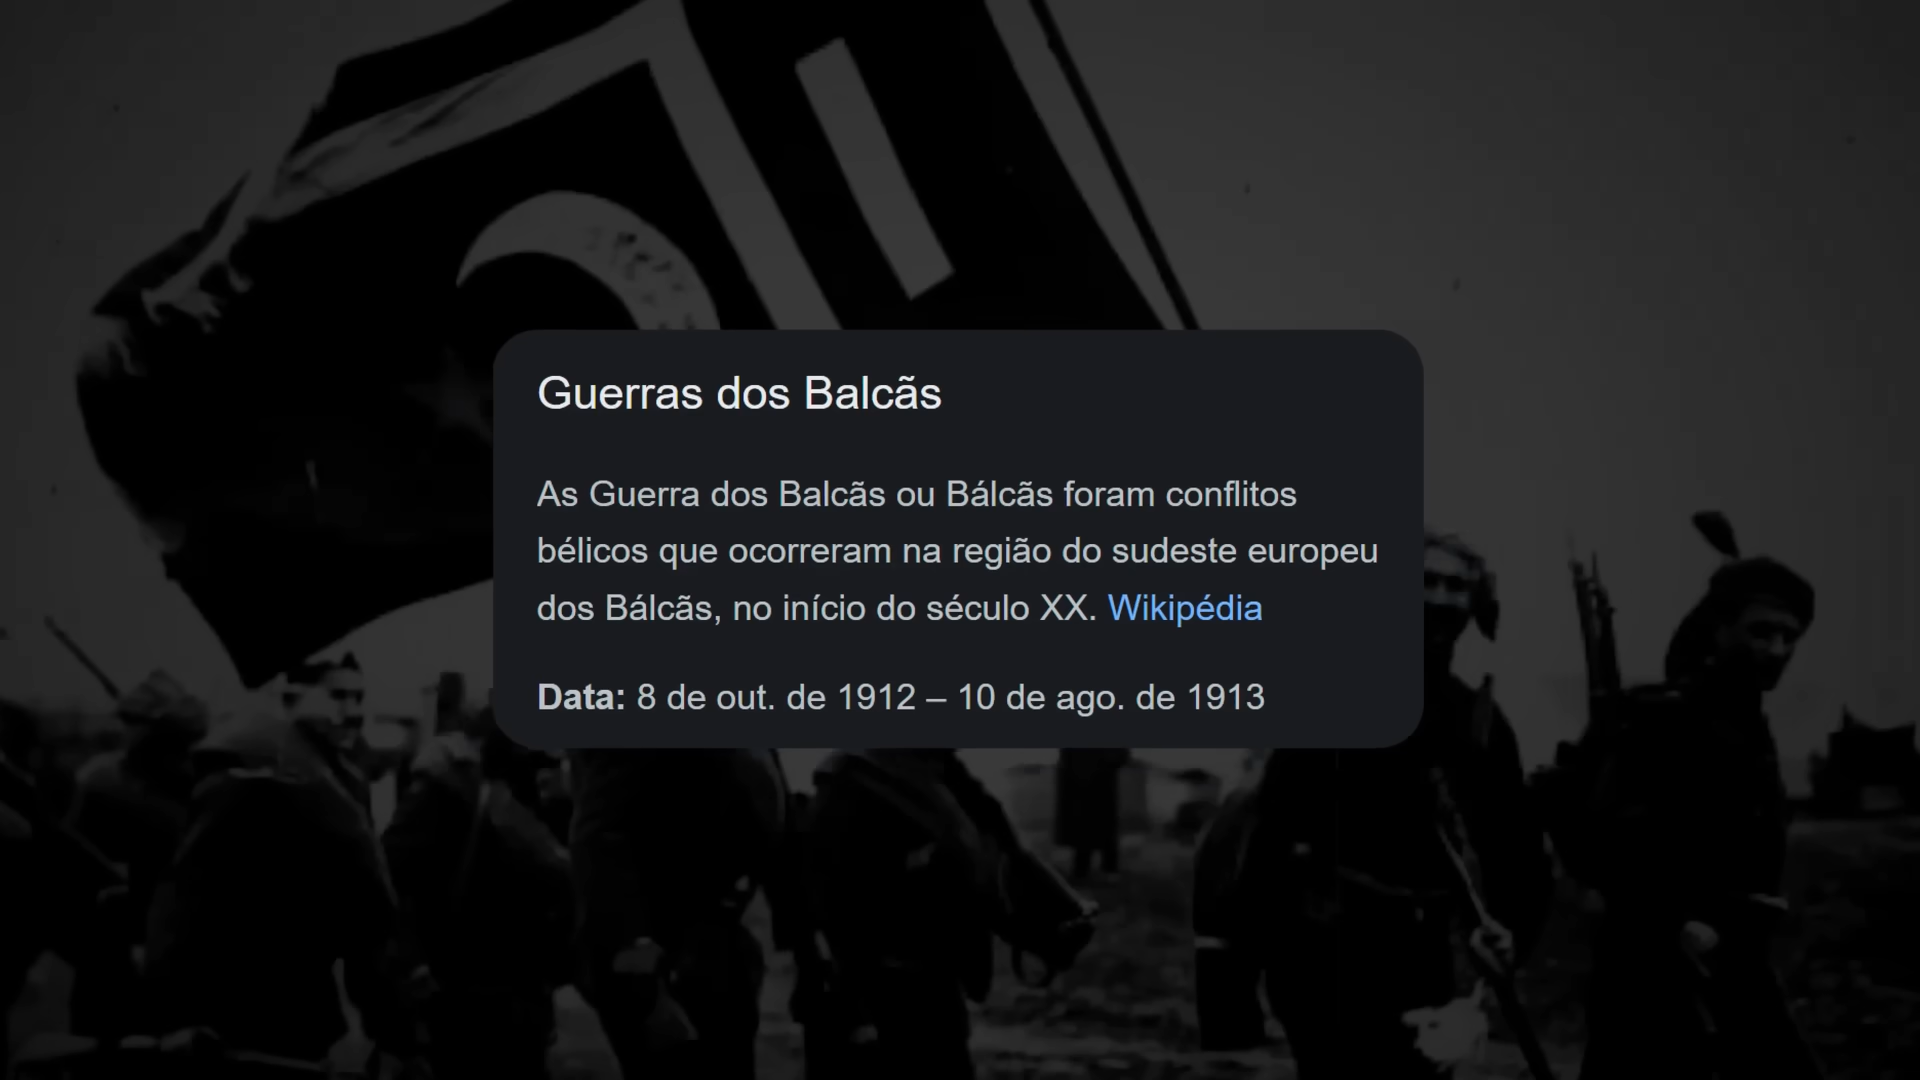 Guerras dos Balcãs
As Guerra dos Balcãs ou Bálcãs foram conflitos
bélicos que ocorreram na região do sudeste europeu
dos Bálcãs, no início do século XX. Wikipédia
Data: 8 de out. de 1912 – 10 de ago. de 1913